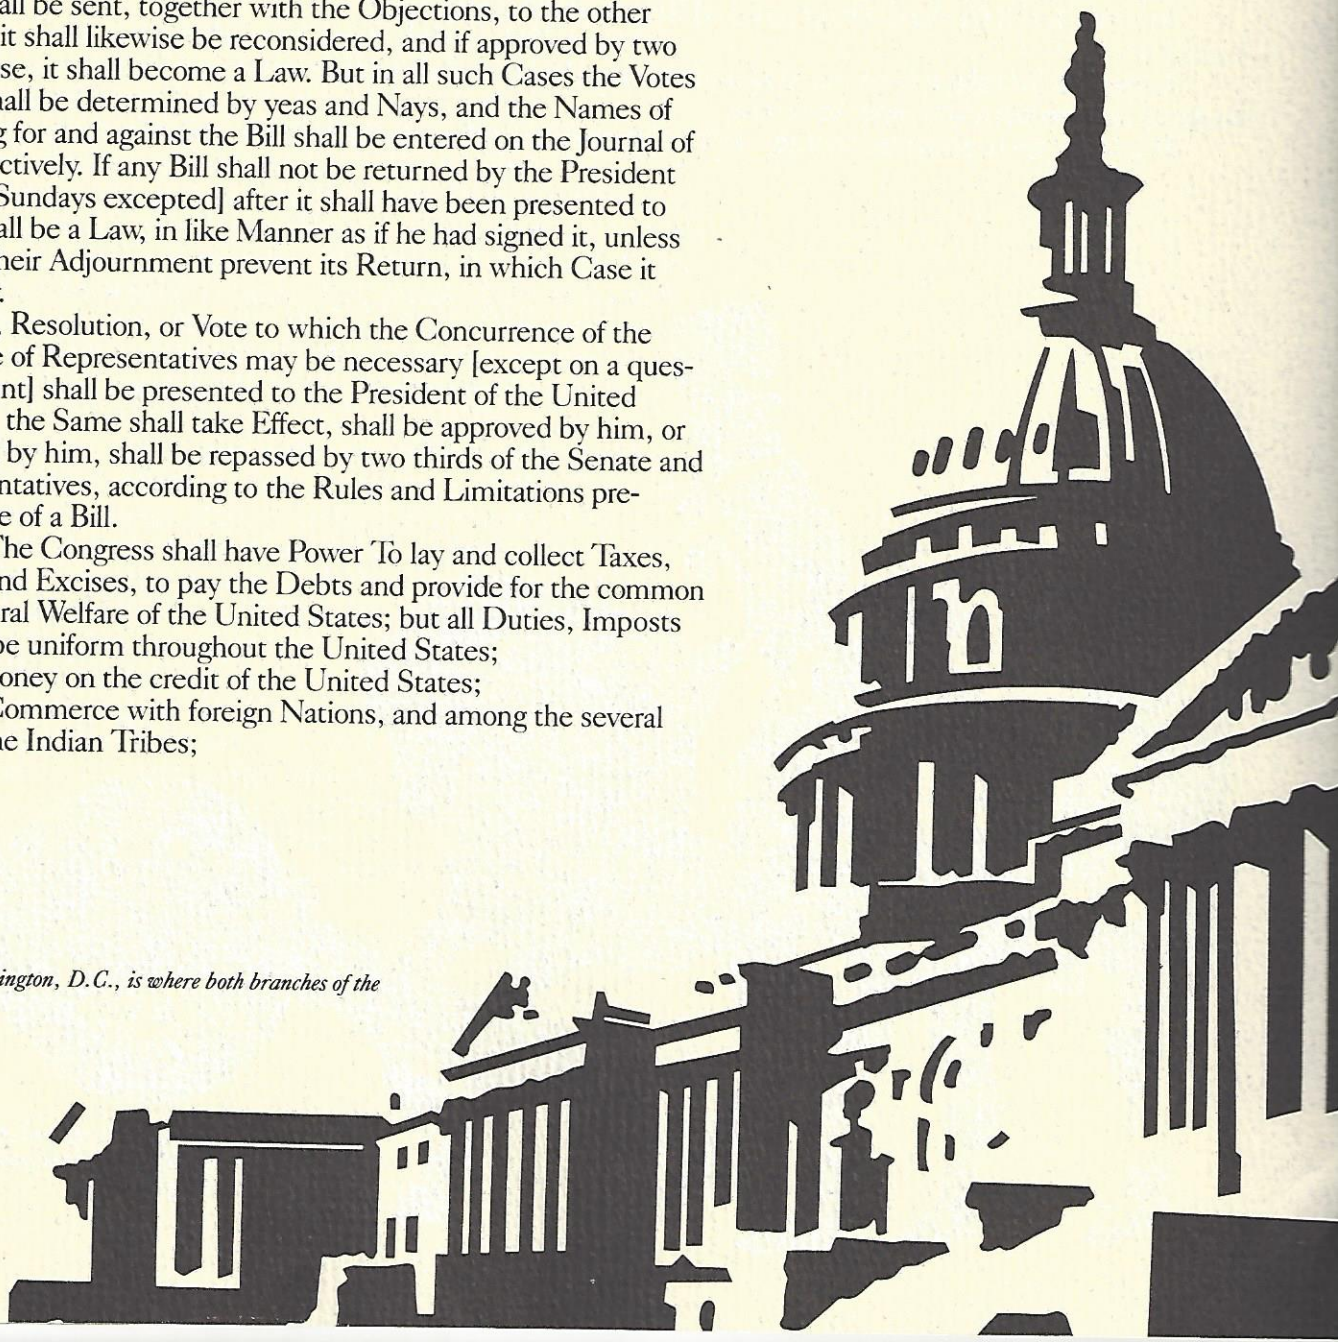 all be sent, together with the Objections, to the other
it shall likewise be reconsidered, and if approved by two
se, it shall become a Law. But in all such Cases the Votes
all be determined by yeas and Nays, and the Names of
g for and against the Bill shall be entered on the Journal of
ctively. If any Bill shall not be returned by the President
Sundays excepted] after it shall have been presented to
all be a Law, in like Manner as if he had signed it, unless
heir Adjournment prevent its Return, in which Case it
.
, Resolution, or Vote to which the Concurrence of the
e of Representatives may be necessary [except on a ques-
nt] shall be presented to the President of the United
the Same shall take Effect, shall be approved by him, or
by him, shall be repassed by two thirds of the Senate and
ntatives, according to the Rules and Limitations pre-
e of a Bill.
The Congress shall have Power To lay and collect Taxes,
nd Excises, to pay the Debts and provide for the common
ral Welfare of the United States; but all Duties, Imposts
be uniform throughout the United States;
oney on the credit of the United States;
Commerce with foreign Nations, and among the several
e Indian Tribes;
ington, D.C., is where both branches of the